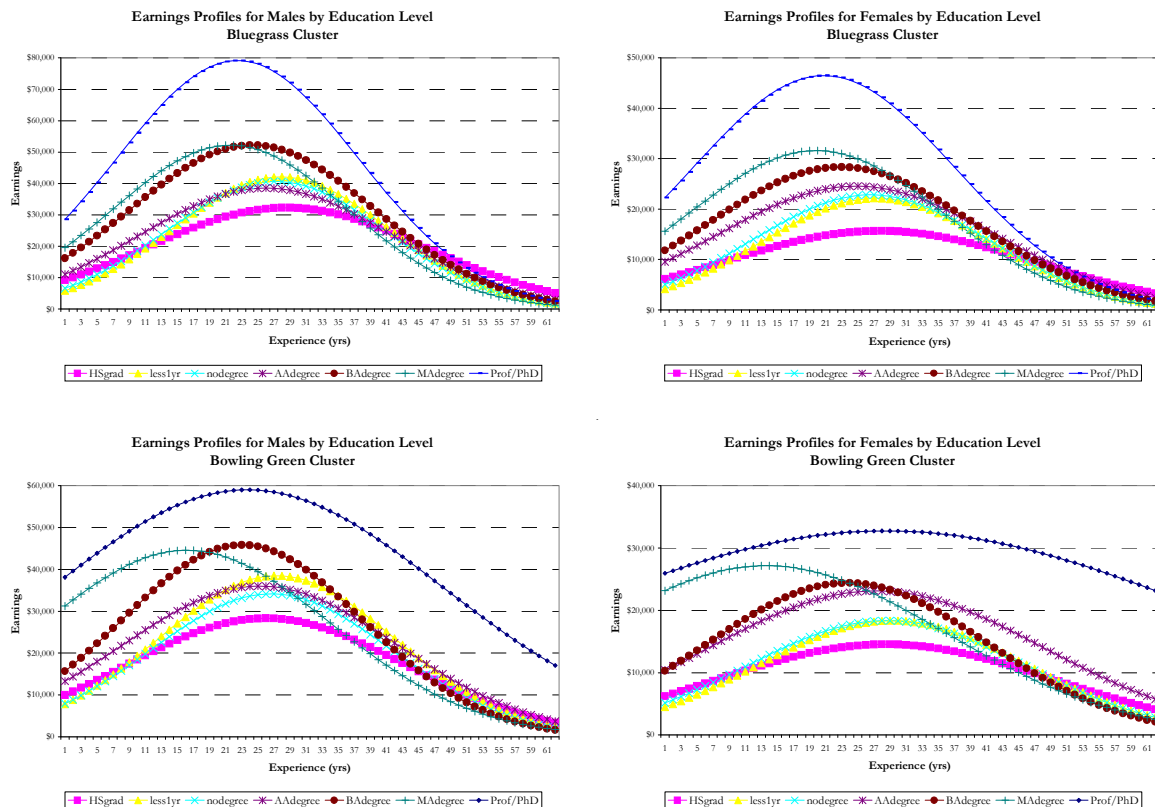 Earnings Profiles for Males by Education Level
Bluegrass Cluster
$80,000
$70,000
$60,000
$50,000
$40,000
$30,000
$20,000
$10,000
$0
Earnings
1 3 5 7 9 11 13 15 17 19 21 23 25 27 29 31 33 35 37 39 41 43 45 47 49 51 53 55 57 59 61
Experience (yrs)
HSgrad less1yr nodegree AAdegree BAdegree MAdegree Prof/PhD
Earnings Profiles for Females by Education Level
Bluegrass Cluster
$50,000
$40,000
$30,000
$20,000
$10,000
$0
Earnings
1 3 5 7 9 11 13 15 17 19 21 23 25 27 29 31 33 35 37 39 41 43 45 47 49 51 53 55 57 59 61
Experience (yrs)
HSgrad less1yr nodegree AAdegree BAdegree MAdegree Prof/PhD
Earnings Profiles for Males by Education Level
Bowling Green Cluster
$60,000
$50,000
$40,000
$30,000
$20,000
$10,000
$0
Earnings
1 3 5 7 9 11 13 15 17 19 21 23 25 27 29 31 33 35 37 39 41 43 45 47 49 51 53 55 57 59 61
Experience (yrs)
HSgrad less1yr nodegree AAdegree BAdegree MAdegree Prof/PhD
Earnings Profiles for Females by Education Level
Bowling Green Cluster
$40,000
$30,000
$20,000
$10,000
$0
Earnings
1 3 5 7 9 11 13 15 17 19 21 23 25 27 29 31 33 35 37 39 41 43 45 47 49 51 53 55 57 59 61
Experience (yrs)
HSgrad less1yr nodegree AAdegree BAdegree MAdegree Prof/PhD